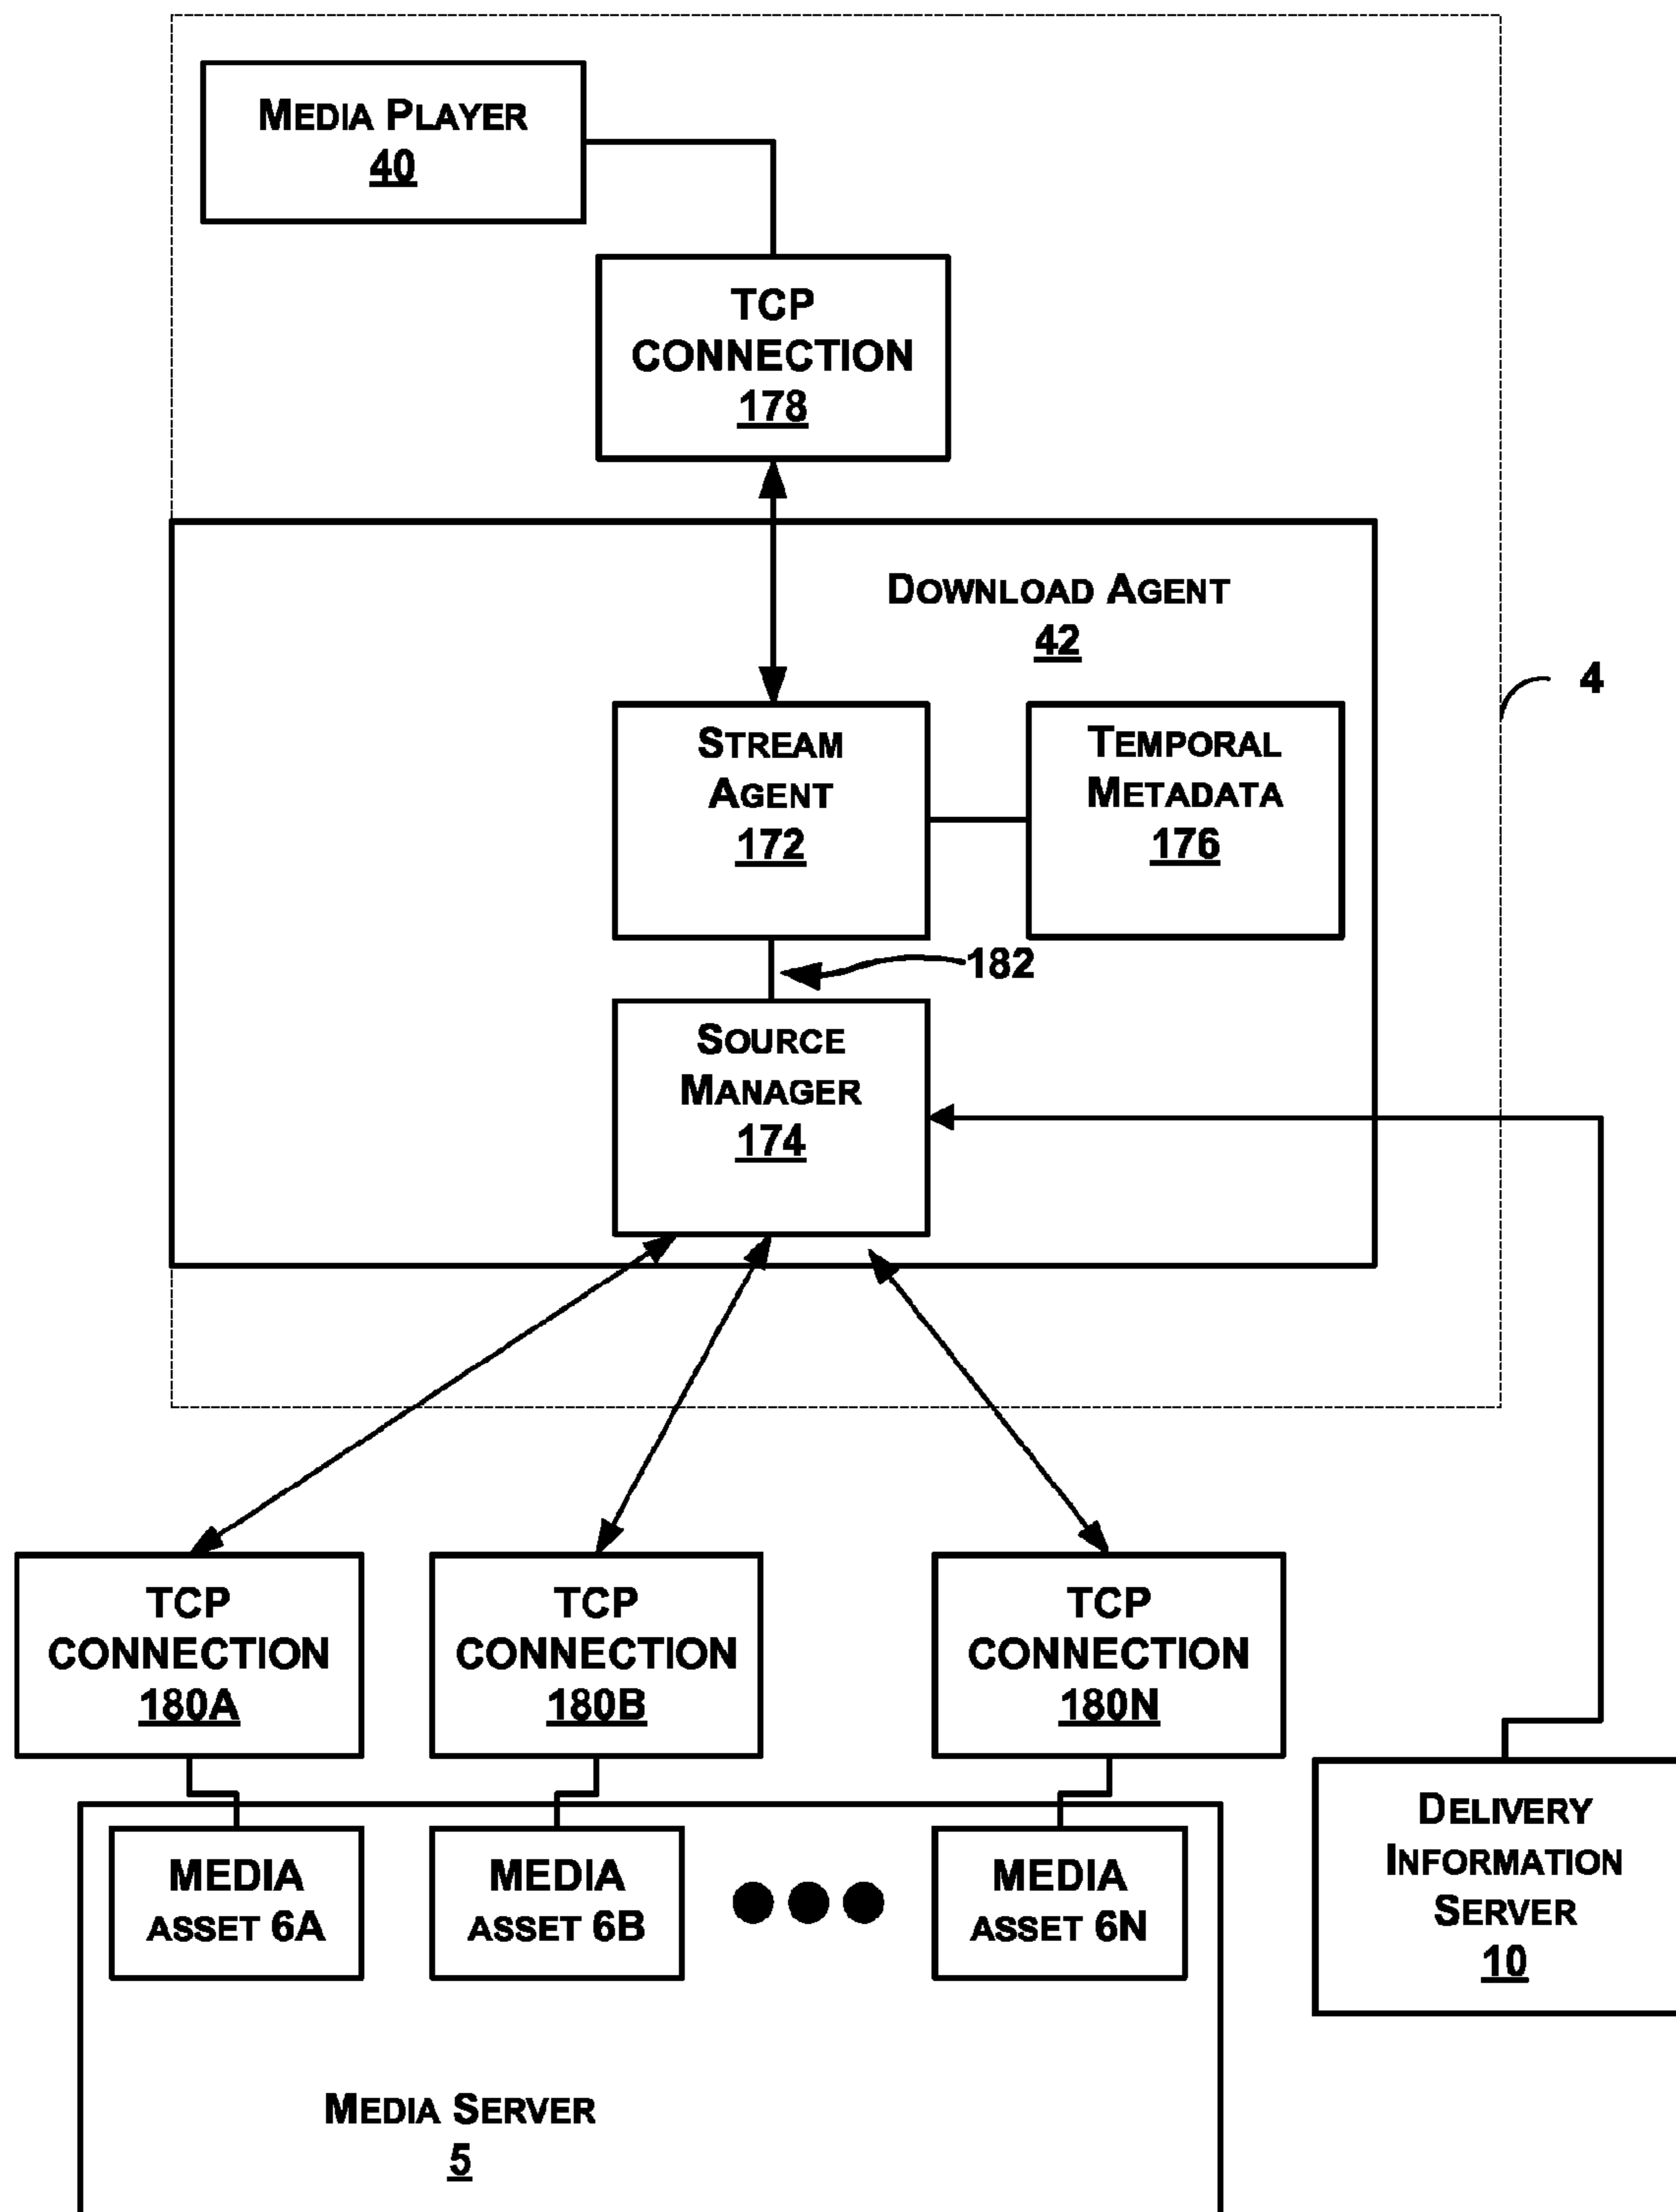 MEDIA PLAYER
40
TCP
CONNECTION
178
DOWNLOAD AGENT
42
4
STREAM
AGENT
172
TEMPORAL
METADATA
176
182
SOURCE
MANAGER
174
TCP
CONNECTION
180A
TCP
CONNECTION
180B
TCP
CONNECTION
180N
MEDIA
ASSET 6A
MEDIA
ASSET 6B
MEDIA
ASSET 6N
DELIVERY
INFORMATION
SERVER
10
MEDIA SERVER
5